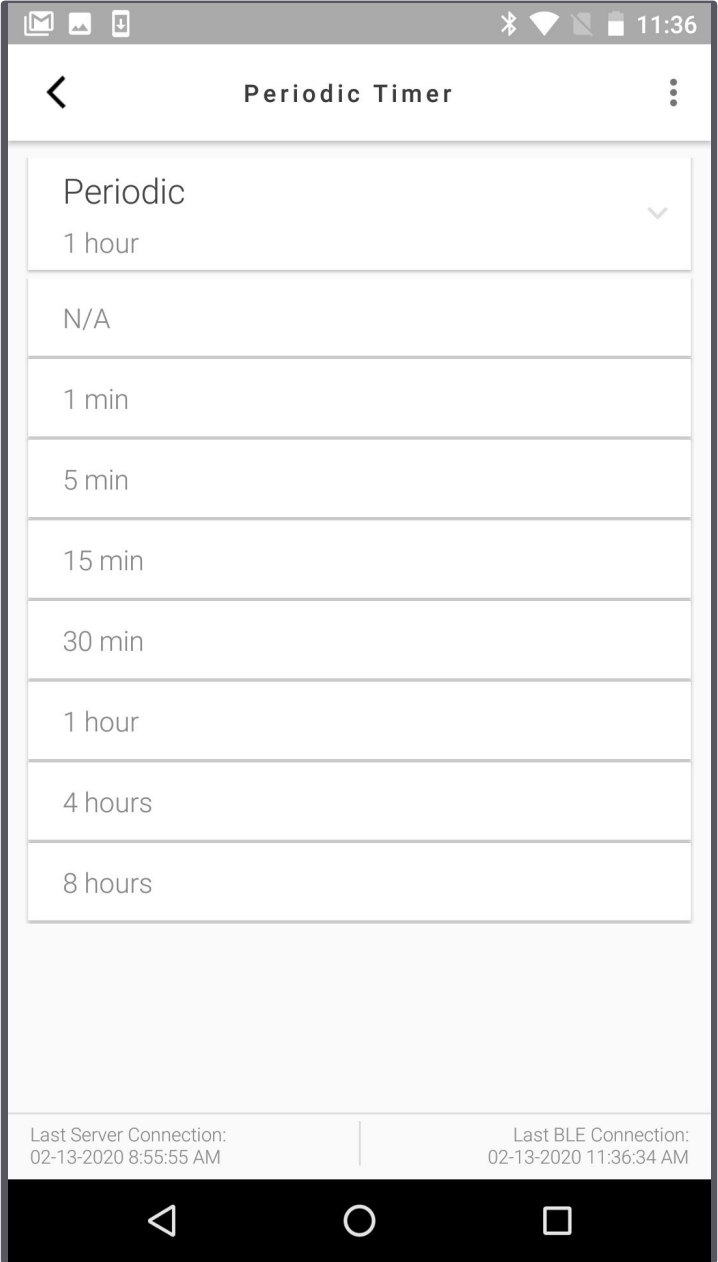 11:36
Periodic Timer
Periodic
1 hour
N/A
1 min
5 min
15 min
30 min
1 hour
4 hours
8 hours
Last Server Connection:
02-13-2020 8:55:55 AM
Last BLE Connection:
02-13-2020 11:36:34 AM